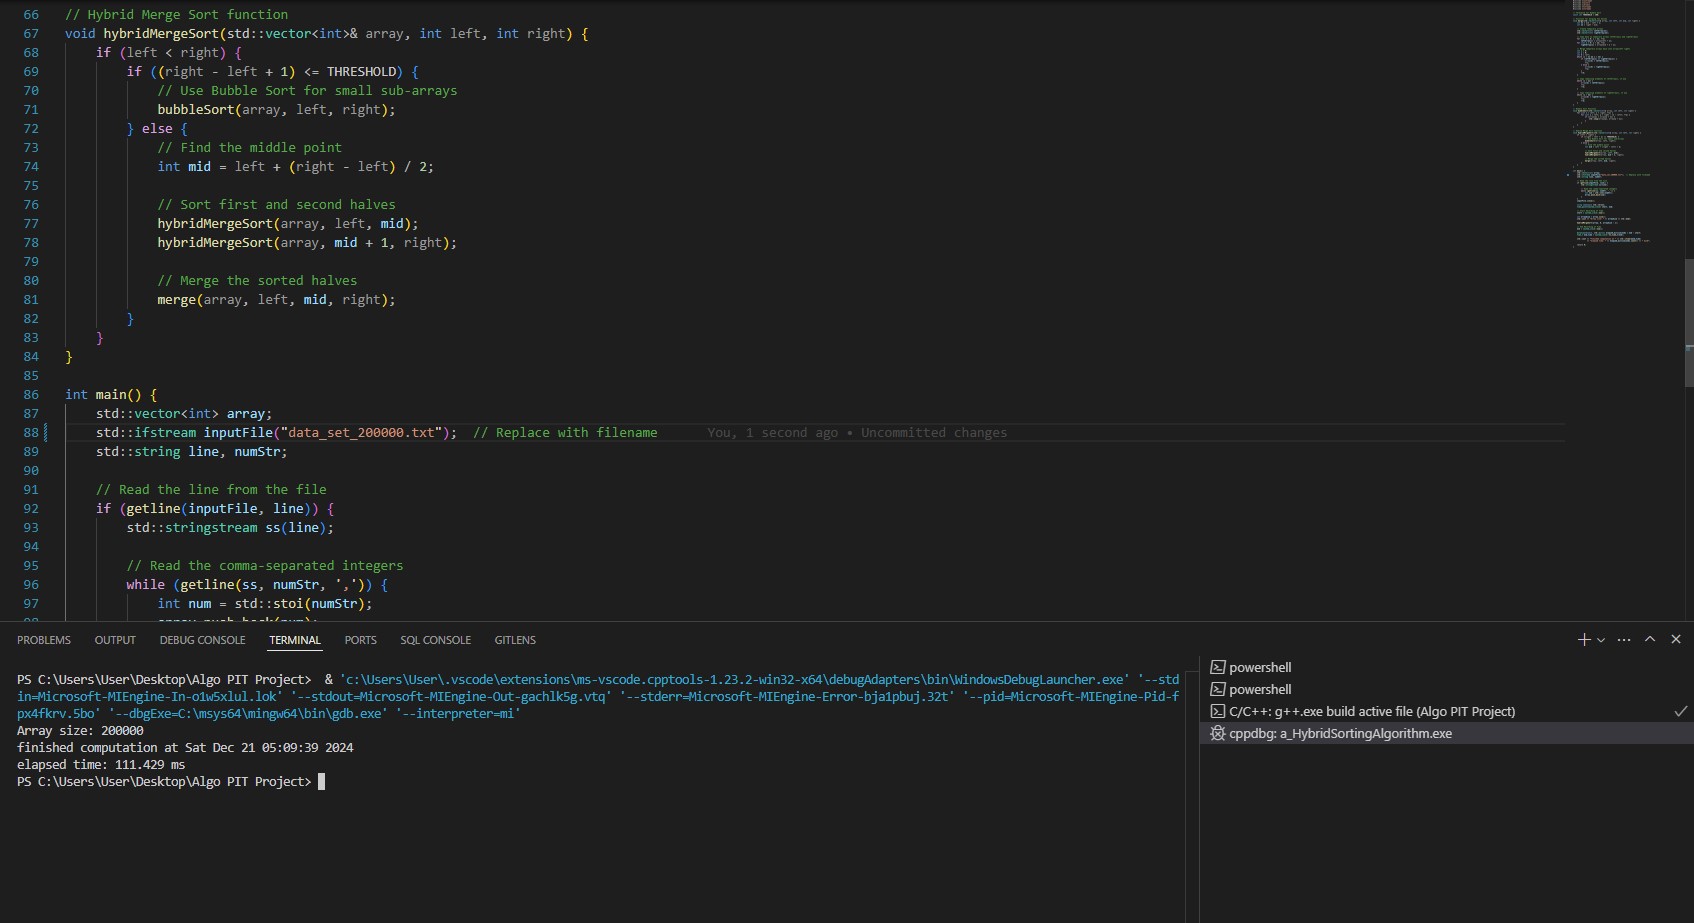 66 // Hybrid Merge Sort function
67 void hybridMergeSort(std::vector<int>& array, int left, int right) {
68 if (left < right) {
69 if ((right - left + 1) <= THRESHOLD) {
70 // Use Bubble Sort for small sub-arrays
71 bubbleSort(array, left, right);
72 } else {
73 // Find the middle point
74 int mid = left + (right - left) / 2;
75
76 // Sort first and second halves
77 hybridMergeSort(array, left, mid);
78 hybridMergeSort(array, mid + 1, right);
79
80 // Merge the sorted halves
81 merge(array, left, mid, right);
82 }
83 }
84 }
85
86 int main() {
87 std::vector<int> array;
88 std::ifstream inputFile("data_set_200000.txt"); // Replace with filename You, 1 second ago • Uncommitted changes
89 std::string line, numStr;
90
91 // Read the line from the file
92 if (getline(inputFile, line)) {
93 std::stringstream ss(line);
94
95 // Read the comma-separated integers
96 while (getline(ss, numStr, ',')) {
97 int num = std::stoi(numStr);
PROBLEMS OUTPUT DEBUG CONSOLE TERMINAL PORTS SQL CONSOLE GITLENS
PS C:\Users\User\Desktop\Algo PIT Project> & 'c:\Users\User\.vscode\extensions\ms-vscode.cpptools-1.23.2-win32-x64\debugAdapters\bin\WindowsDebugLauncher.exe' '--std
in=Microsoft-MIEngine-In-o1w5xlul.lok' '--stdout=Microsoft-MIEngine-Out-gachlk5g.vtq' '--stderr=Microsoft-MIEngine-Error-bja1pbuj.32t' '--pid=Microsoft-MIEngine-Pid-f
px4fkrv.5bo' '--dbgExe=C:\msys64\mingw64\bin\gdb.exe' '--interpreter=mi'
Array size: 200000
finished computation at Sat Dec 21 05:09:39 2024
elapsed time: 111.429 ms
PS C:\Users\User\Desktop\Algo PIT Project>
powershell
powershell
C/C++: g++.exe build active file (Algo PIT Project)
cppdbg: a_HybridSortingAlgorithm.exe